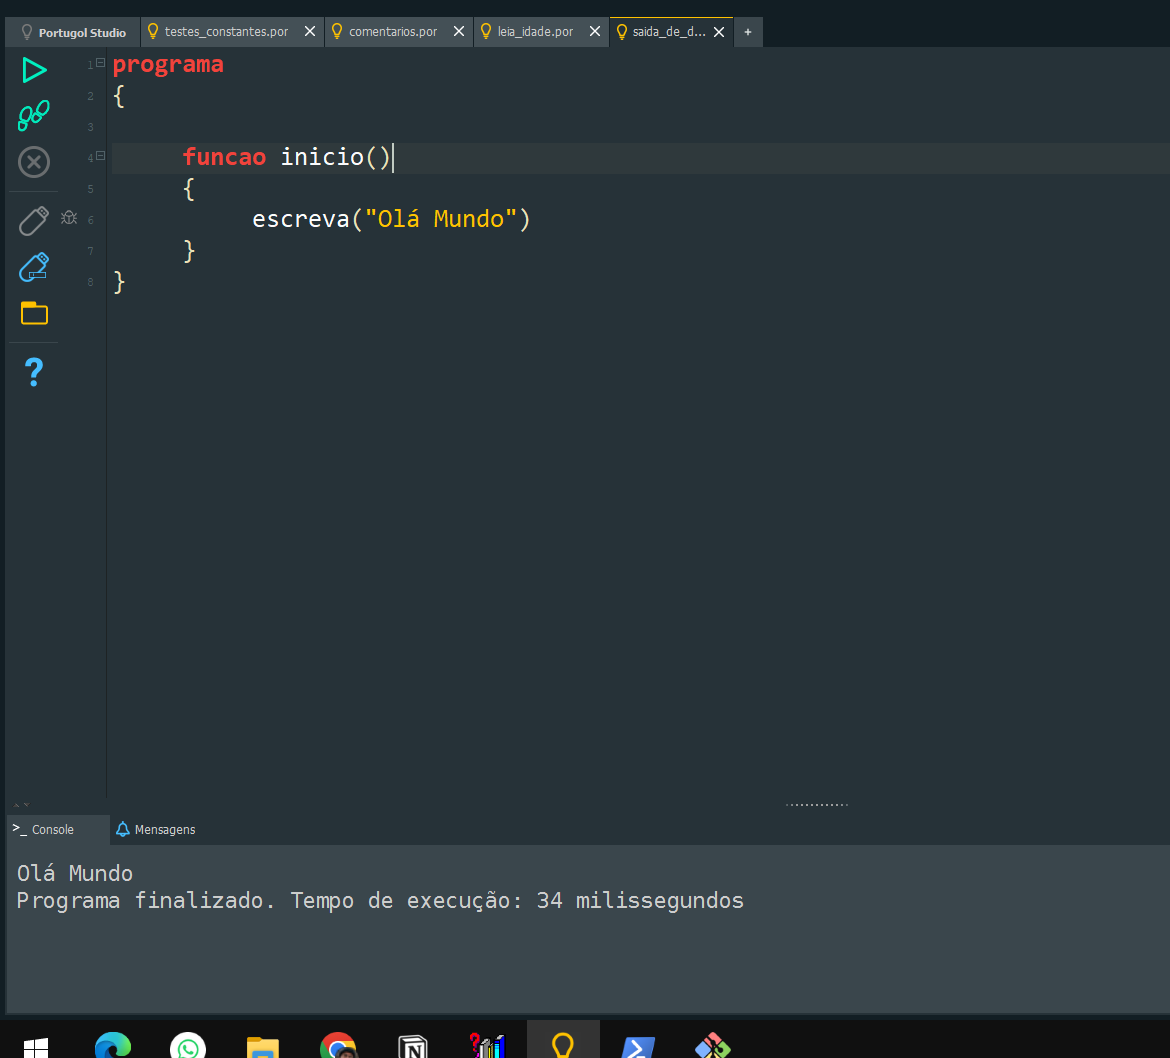 Portugol Studio testes_constantes.por comentarios.por leia_idade.por saida_de_d... +
1 programa
2 {
3
4 funcao inicio()
5 {
6 escreva("Olá Mundo")
7 }
8 }
?
>_ Console Mensagens
Olá Mundo
Programa finalizado. Tempo de execução: 34 milissegundos